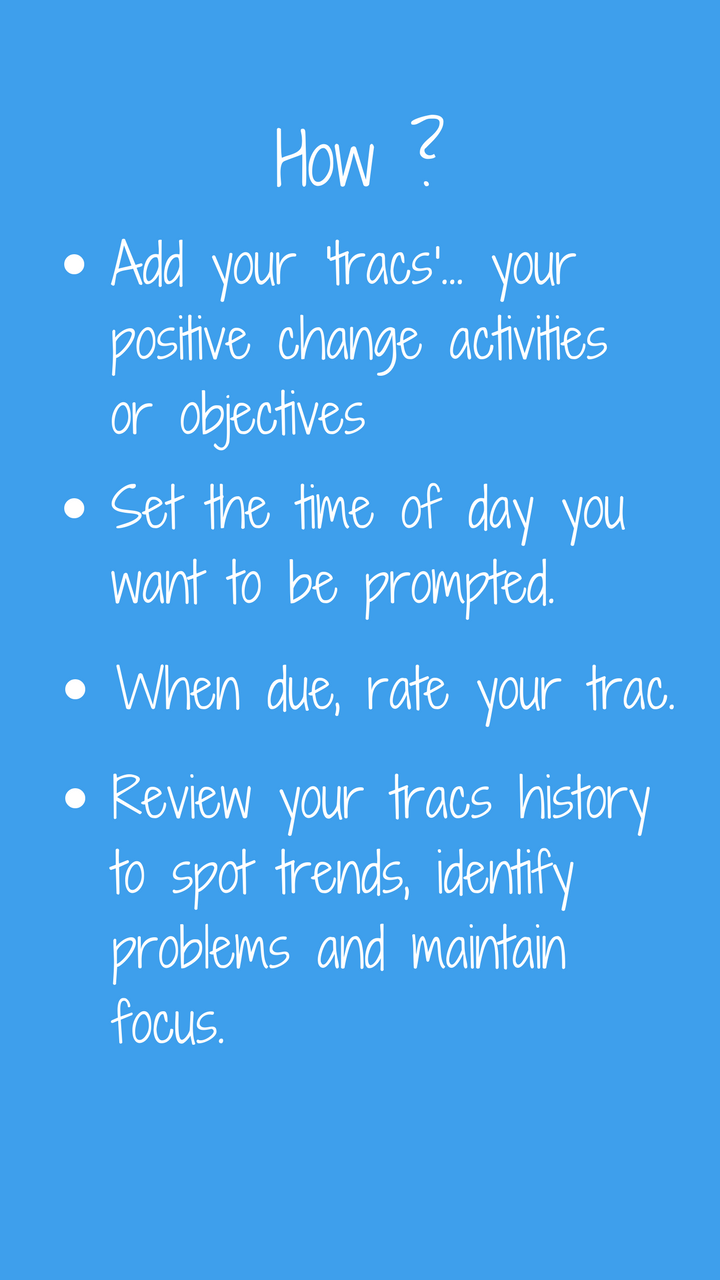 How ?
• Add your 'tracs'... your
positive change activities
or objectives
• Set the time of day you
want to be prompted.
• When due, rate your trac.
• Review your tracs history
to spot trends, identify
problems and maintain
focus.